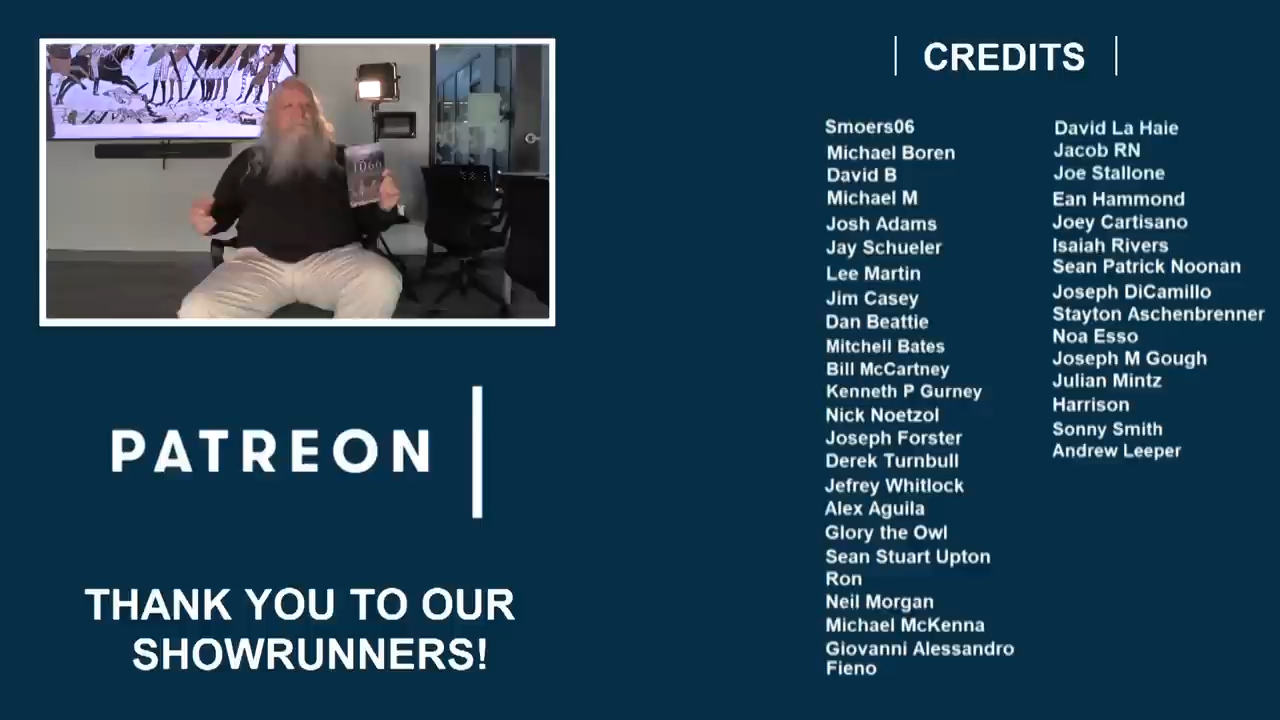 1066
PATREON
THANK YOU TO OUR
SHOWRUNNERS!
CREDITS
Smoers06
Michael Boren
David B
Michael M
Josh Adams
Jay Schueler
Lee Martin
Jim Casey
Dan Beattie
Mitchell Bates
Bill McCartney
Kenneth P Gurney
Nick Noetzol
Joseph Forster
Derek Turnbull
Jefrey Whitlock
Alex Aguila
Glory the Owl
Sean Stuart Upton
Ron
Neil Morgan
Michael McKenna
Giovanni Alessandro
Fieno
David La Haie
Jacob RN
Joe Stallone
Ean Hammond
Joey Cartisano
Isaiah Rivers
Sean Patrick Noonan
Joseph DiCamillo
Stayton Aschenbrenner
Noa Esso
Joseph M Gough
Julian Mintz
Harrison
Sonny Smith
Andrew Leeper